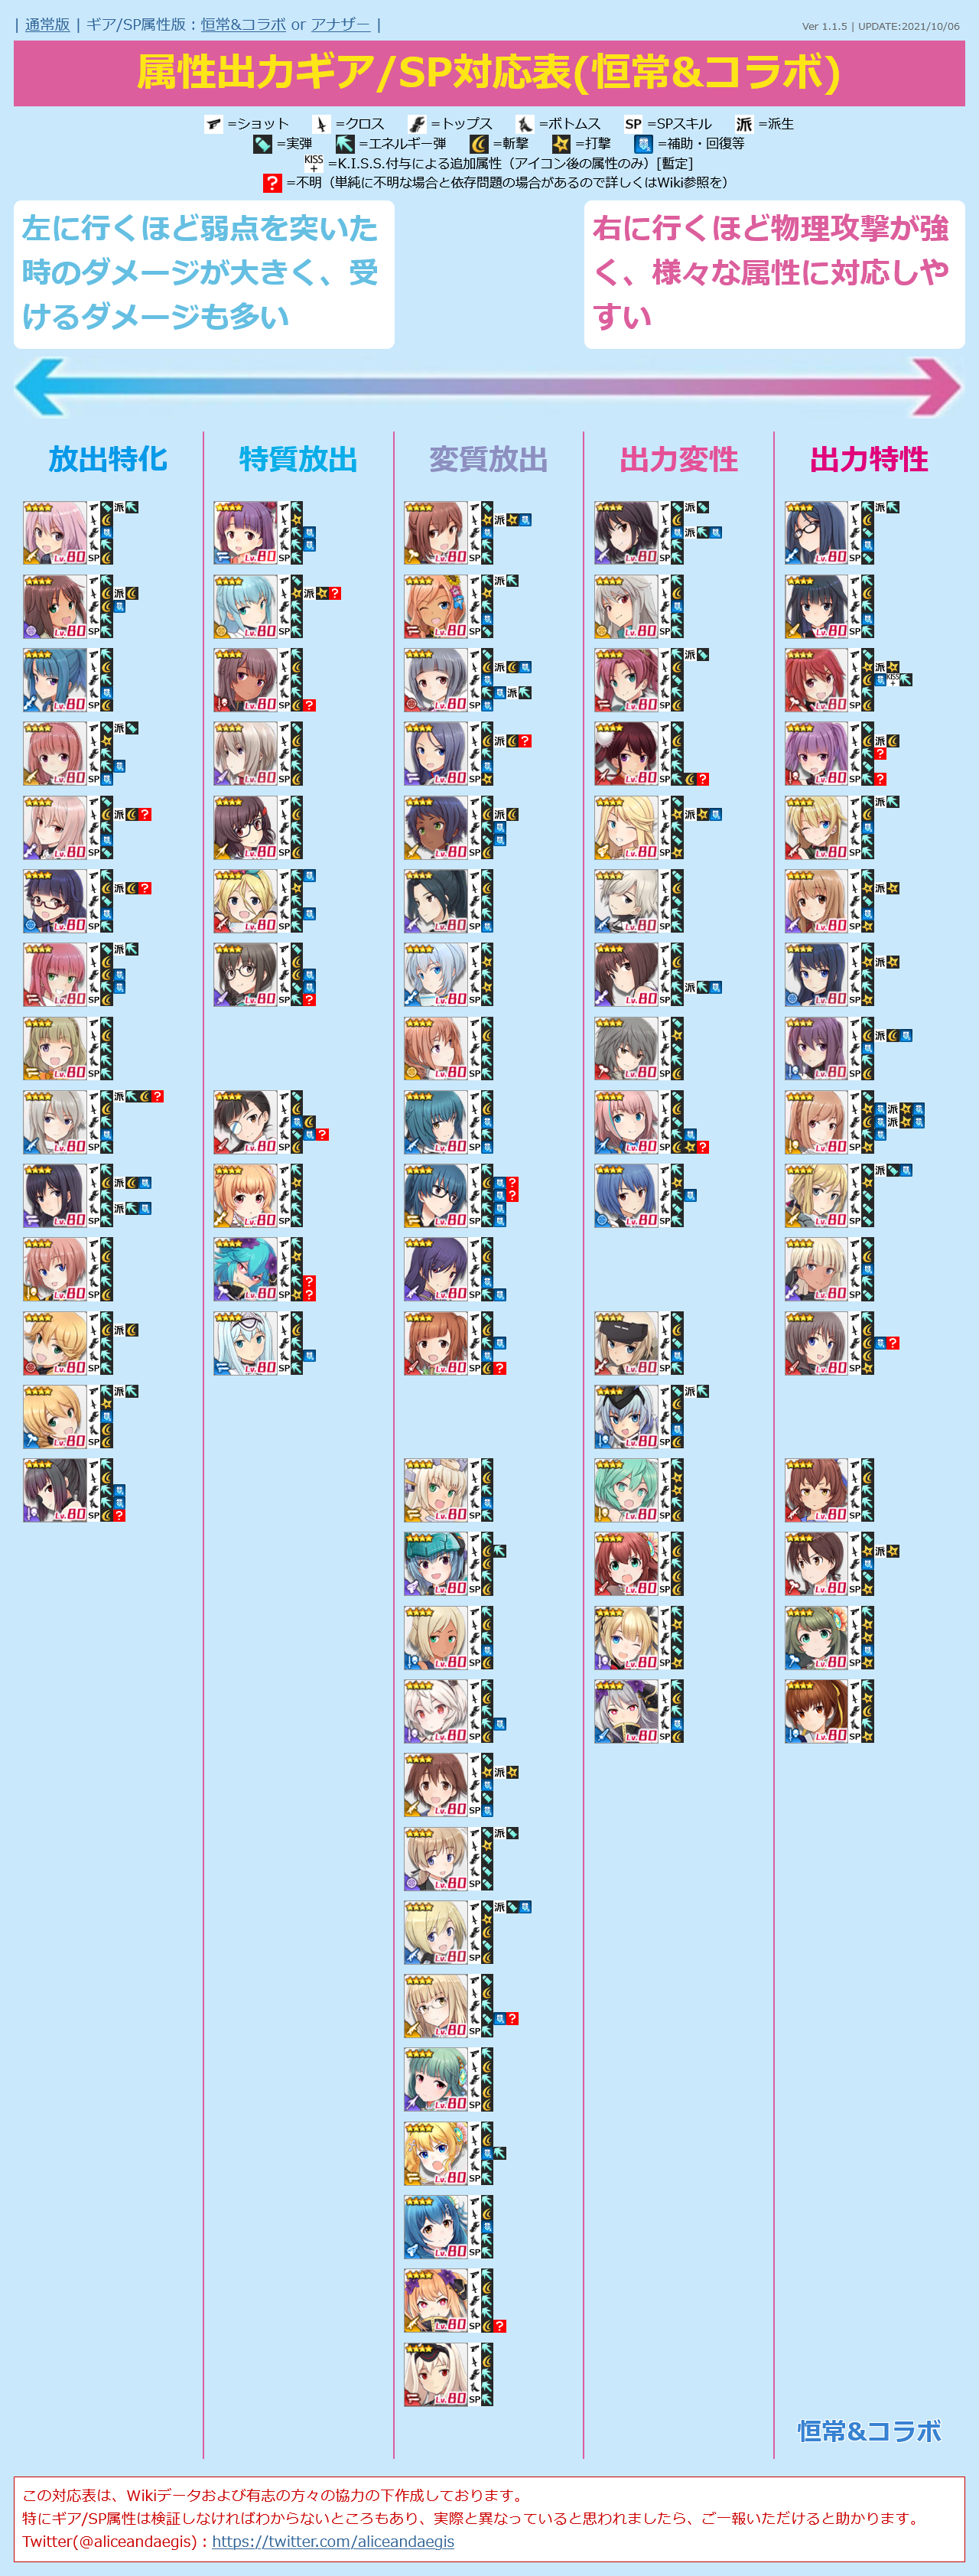 | 通常版 | ギア/SP属性版 : 恒常&コラボ or アナザー |
Ver 1.1.5 | UPDATE:2021/10/06
属性出力ギア/SP対応表(恒常&コラボ)
=ショット =クロス =トップス =ボトムス SP =SPスキル 派 =派生
=実弾 =エネルギー弾 =斬撃 =打撃 =補助・回復等
KISS + =K.I.S.S.付与による追加属性（アイコン後の属性のみ）[暫定]
? =不明（単純に不明な場合と依存問題の場合があるので詳しくはWiki参照を）
左に行くほど弱点を突いた
時のダメージが大きく、受
けるダメージも多い
右に行くほど物理攻撃が強
く、様々な属性に対応しや
すい
放出特化 特質放出 変質放出 出力変性 出力特性
恒常&コラボ
この対応表は、Wikiデータおよび有志の方々の協力の下作成しております。
特にギア/SP属性は検証しなければわからないところもあり、実際と異なっていると思われましたら、ご一報いただけると助かります。
Twitter(@aliceandaegis) : https://twitter.com/aliceandaegis